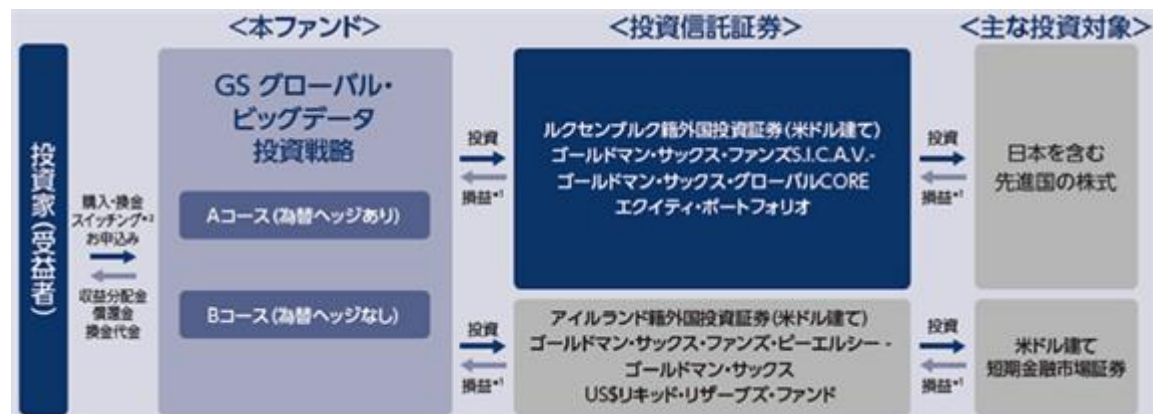 <本ファンド>
<投資信託証券>
<主な投資対象>
投資家(受益者)
購入・換金
スイッチング*2
お申込み
収益分配金
償還金
換金代金
GS グローバル・
ビッグデータ
投資戦略
Aコース(為替ヘッジあり)
Bコース(為替ヘッジなし)
投資
損益*1
ルクセンブルク籍外国投資証券(米ドル建て)
ゴールドマン・サックス・ファンズS.I.C.A.V.-
ゴールドマン・サックス・グローバルCORE
エクイティ・ポートフォリオ
投資
損益*1
日本を含む
先進国の株式
投資
損益*1
アイルランド籍外国投資証券(米ドル建て)
ゴールドマン・サックス・ファンズ・ピーエルシー -
ゴールドマン・サックス
US$リキッド・リザーブズ・ファンド
投資
損益*1
米ドル建て
短期金融市場証券